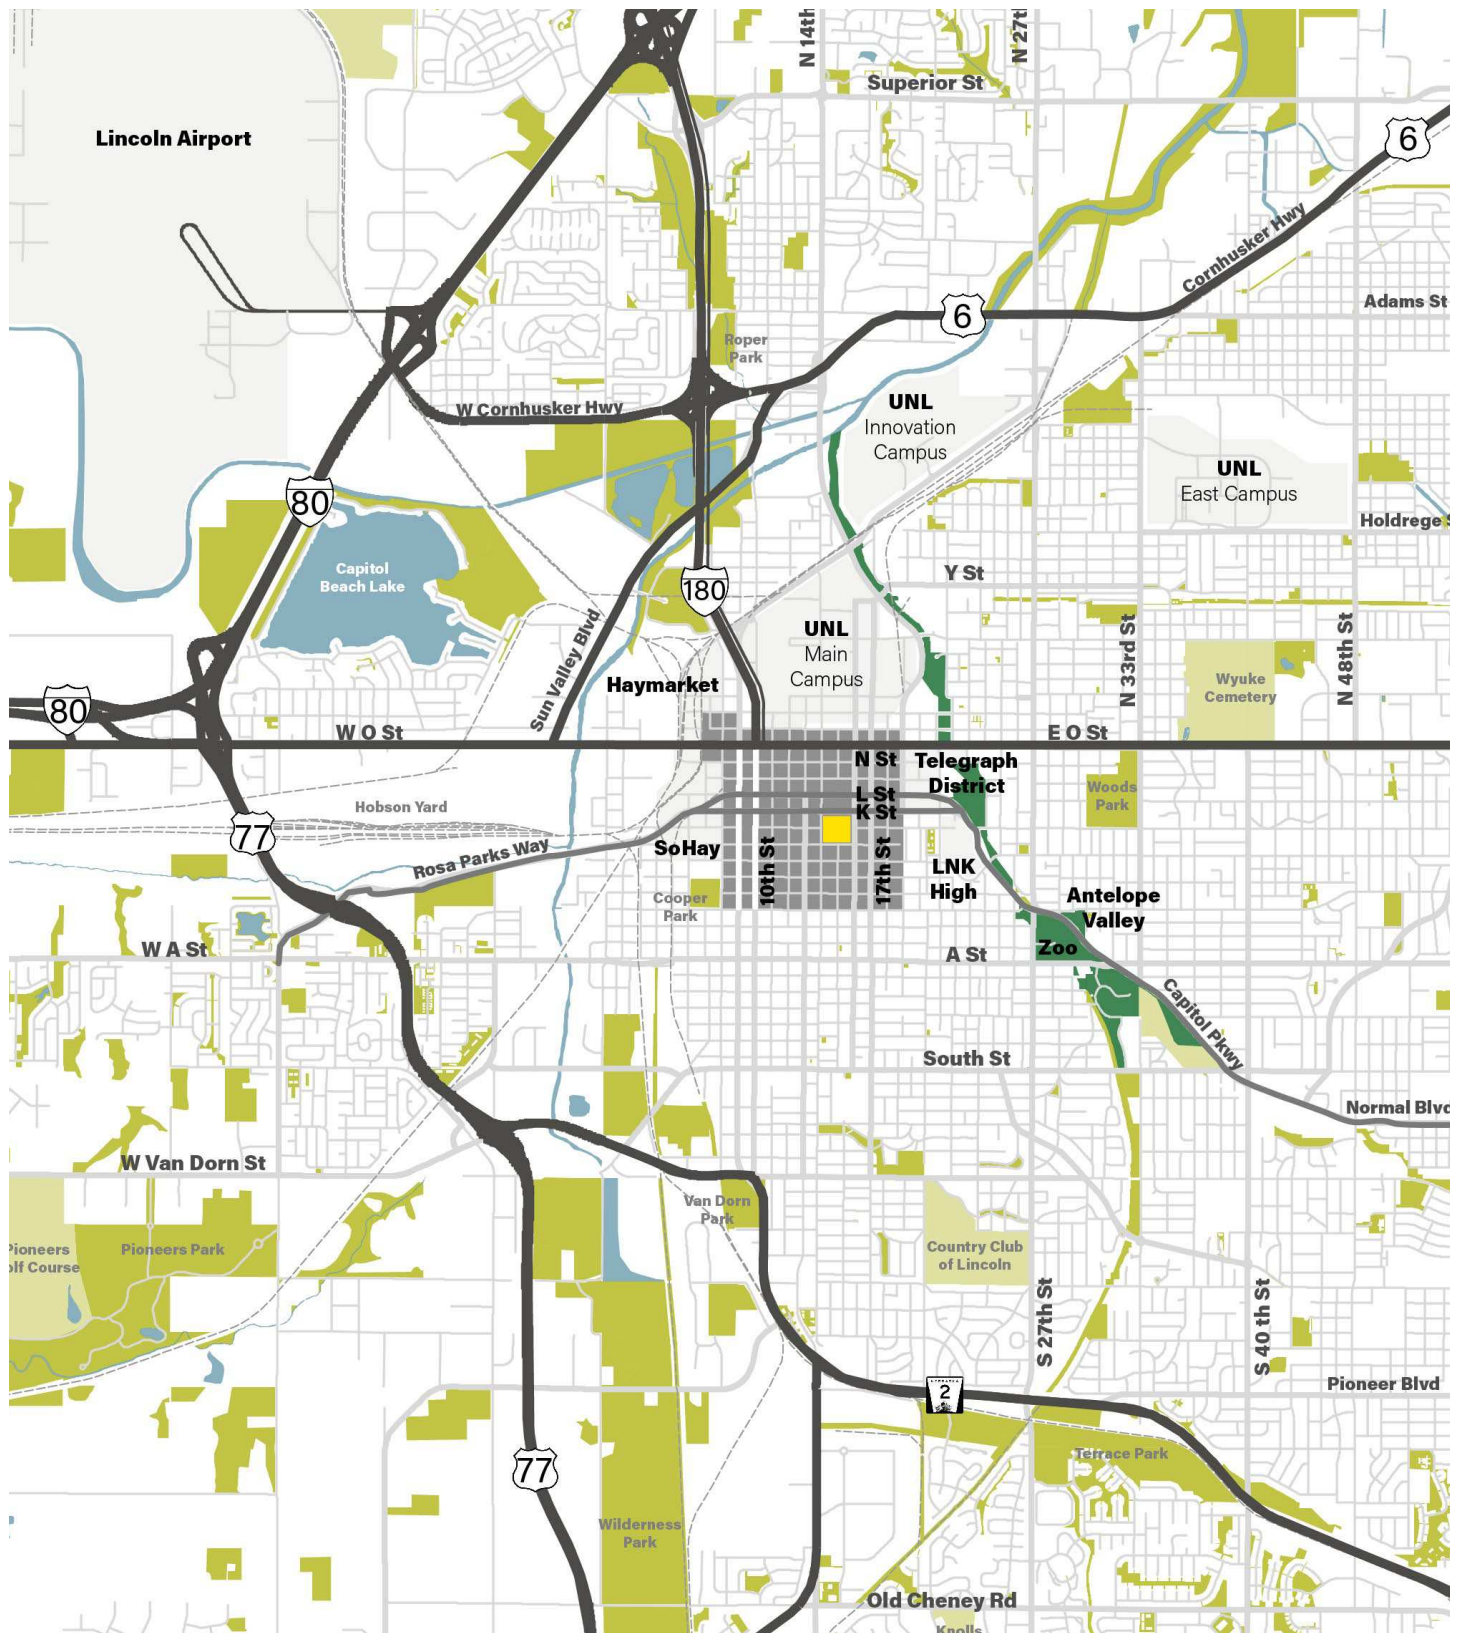 N 14th
N 27th
Superior St
Lincoln Airport
6
Cornhusker Hwy
Adams St
6
Roper
Park
W Cornhusker Hwy
UNL
Innovation
Campus
UNL
East Campus
80
Holdrege
Capitol
Beach Lake
Y St
180
UNL
Main
Campus
Sun Valley Blvd
N 33rd St
N 48th St
Haymarket
Wyuke
Cemetery
80
W O St
E O St
N St
Telegraph
District
L St
K St
Woods
Park
Hobson Yard
77
Rosa Parks Way
SoHay
10th St
17th St
LNK
High
Cooper
Park
Antelope
Valley
W A St
A St
Zoo
Capitol Pkwy
South St
Normal Blvd
W Van Dorn St
Van Dorn
Park
Pioneers
olf Course
Pioneers Park
Country Club
of Lincoln
S 27th St
S 40 th St
2
Pioneer Blvd
Terrace Park
77
Wilderness
Park
Old Cheney Rd
Knolls